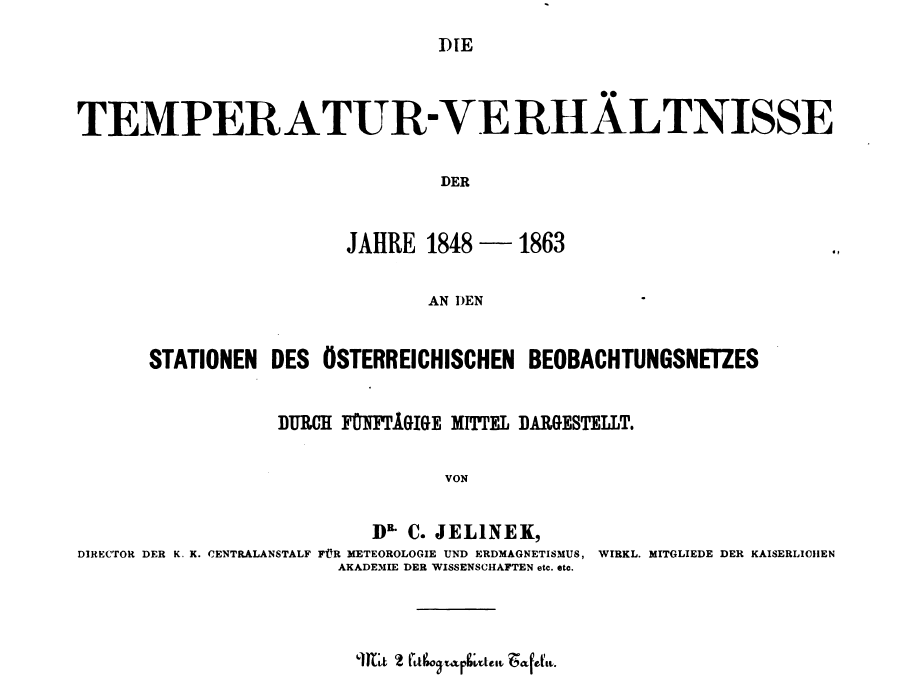 DIE
TEMPERATUR-VERHÄLTNISSE
DER
JAHRE 1848 — 1863
AN DEN
STATIONEN DES ÖSTERREICHISCHEN BEOBACHTUNGSNETZES
DURCH FÜNFTÄGIGE MITTEL DARGESTELLT.
VON
DR. C. JELINEK,
DIRECTOR DER K. K. CENTRALANSTALT FÜR METEOROLOGIE UND ERDMAGNETISMUS, WIRKL. MITGLIEDE DER KAISERLICHEN
AKADEMIE DER WISSENSCHAFTEN etc. etc.
Mit 2 lithographirten Tafeln.